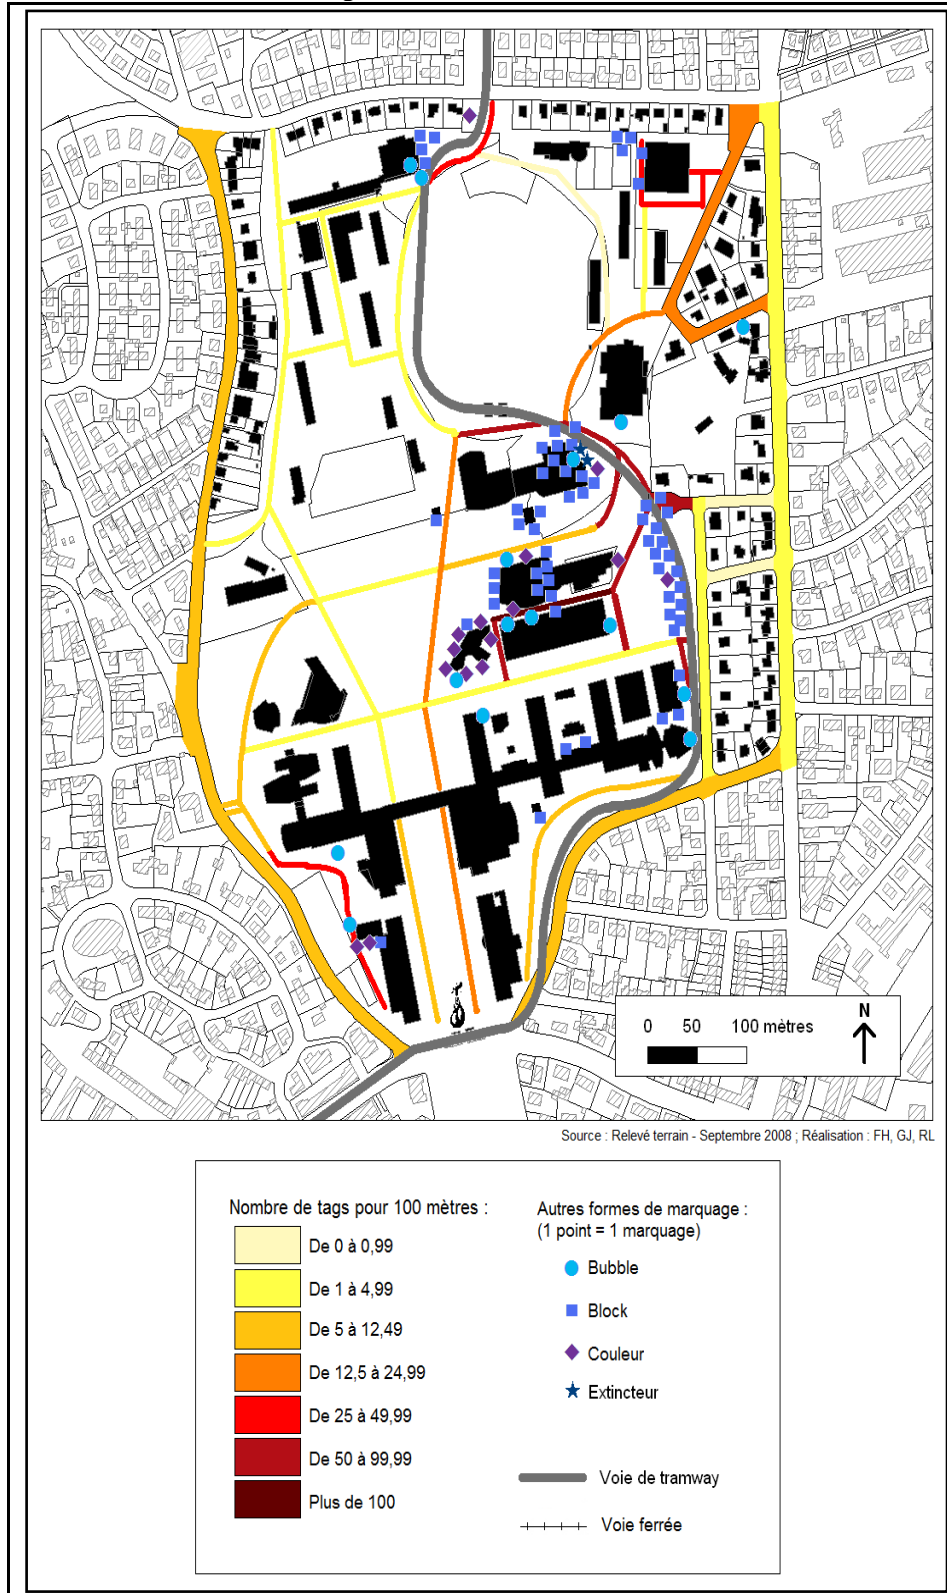 0 50 100 mètres
N
Source : Relevé terrain - Septembre 2008 ; Réalisation : FH, GJ, RL
Nombre de tags pour 100 mètres :
De 0 à 0,99
De 1 à 4,99
De 5 à 12,49
De 12,5 à 24,99
De 25 à 49,99
De 50 à 99,99
Plus de 100
Autres formes de marquage :
(1 point = 1 marquage)
Bubble
Block
Couleur
Extincteur
Voie de tramway
Voie ferrée